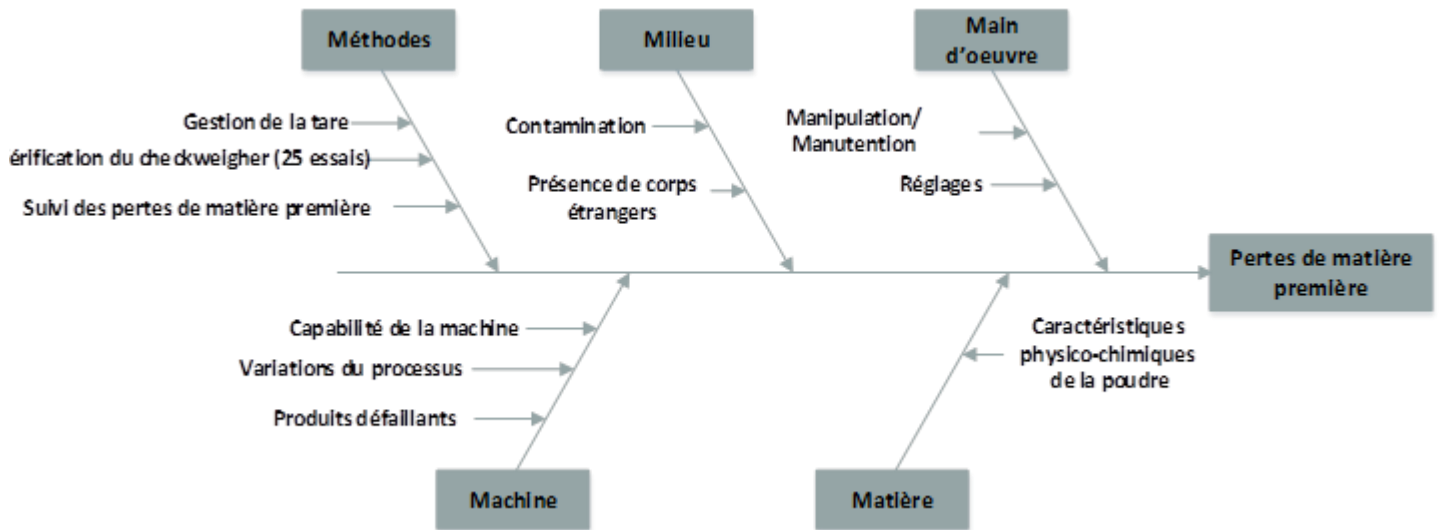 Méthodes
Milieu
Main
d'oeuvre
Gestion de la tare
érification du checkweigher (25 essais)
Suivi des pertes de matière première
Contamination
Présence de corps
étrangers
Manipulation/
Manutention
Réglages
Pertes de matière
première
Capabilité de la machine
Variations du processus
Produits défaillants
Caractéristiques
physico-chimiques
de la poudre
Machine
Matière